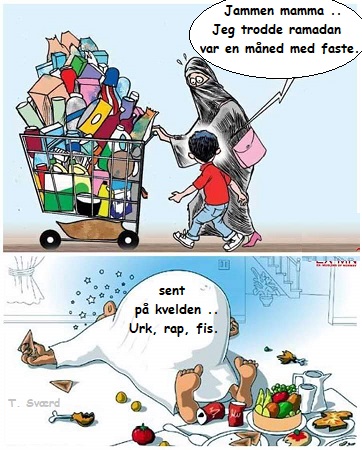 Jammen mamma ..
Jeg trodde ramadan
var en måned med faste.
sent
på kvelden ..
Urk, rap, fis.
T. Sværd